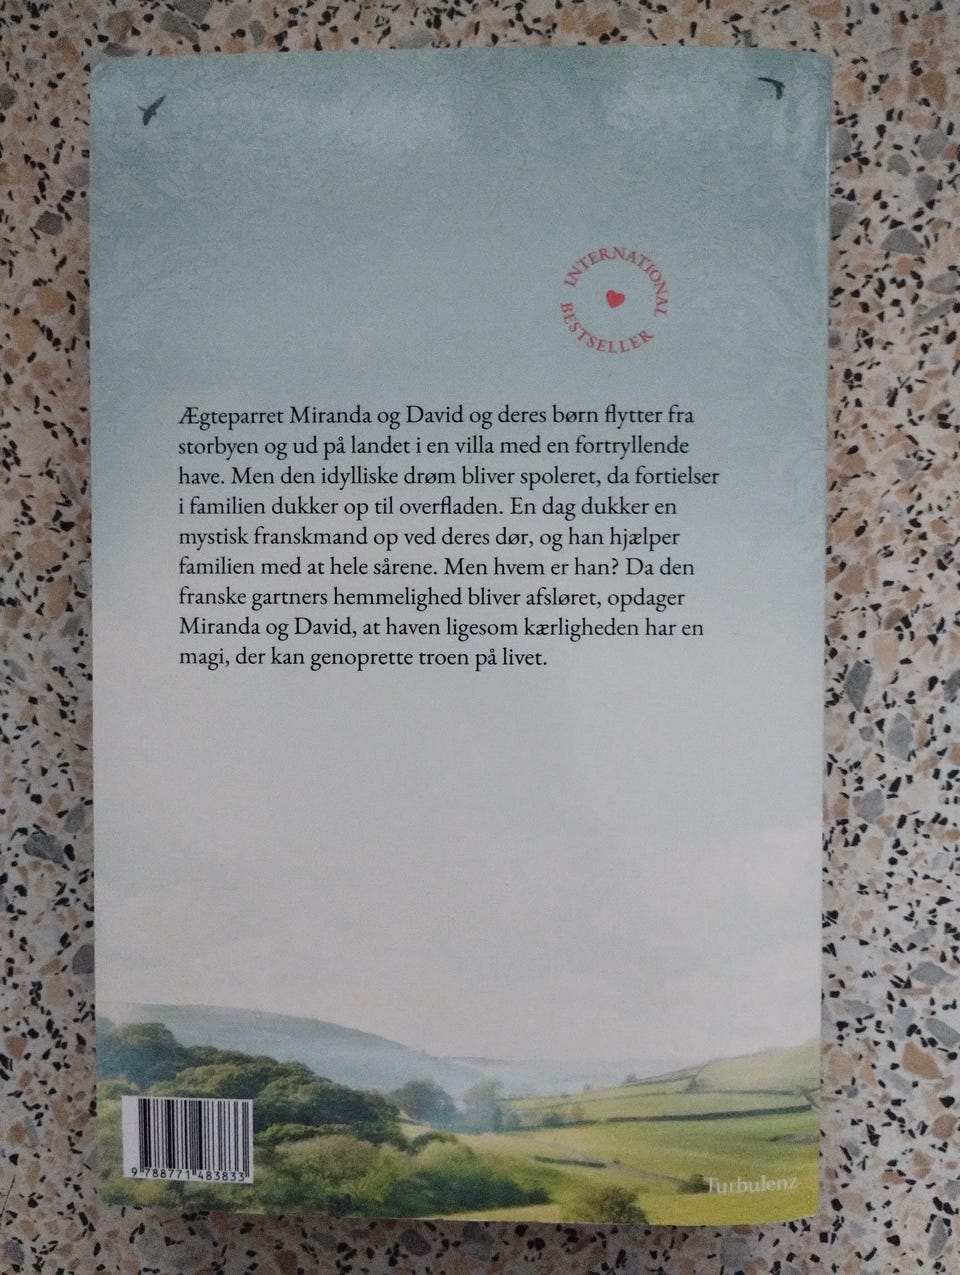 INTERNATIONAL
BESTSELLER
Ægteparret Miranda og David og deres børn flytter fra
storbyen og ud på landet i en villa med en fortryllende
have. Men den idylliske drøm bliver spoleret, da fortielser
i familien dukker op til overfladen. En dag dukker en
mystisk franskmand op ved deres dør, og han hjælper
familien med at hele sårene. Men hvem er han? Da den
franske gartners hemmelighed bliver afsløret, opdager
Miranda og David, at haven ligesom kærligheden har en
magi, der kan genoprette troen på livet.
9 788771 483833
Turbulenz